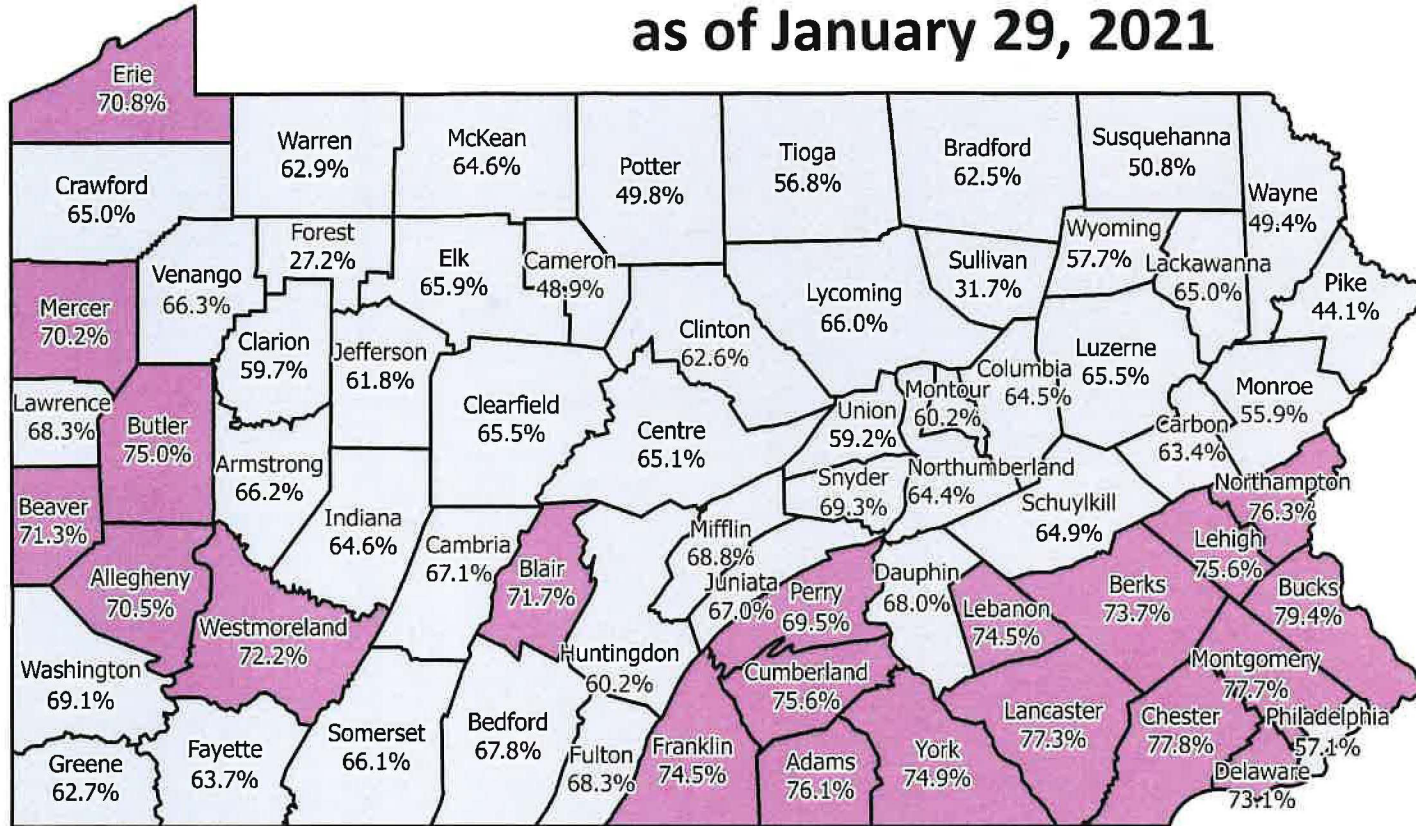 as of January 29, 2021
Erie
70.8%
Warren
62.9%
McKean
64.6%
Potter
49.8%
Tioga
56.8%
Bradford
62.5%
Susquehanna
50.8%
Wayne
49.4%
Crawford
65.0%
Forest
27.2%
Venango
66.3%
Elk
65.9%
Cameron
48.9%
Sullivan
31.7%
Wyoming
57.7%
Lackawanna
65.0%
Pike
44.1%
Mercer
70.2%
Clarion
59.7%
Jefferson
61.8%
Clinton
62.6%
Lycoming
66.0%
Columbia
64.5%
Luzerne
65.5%
Monroe
55.9%
Lawrence
68.3%
Butler
75.0%
Clearfield
65.5%
Centre
65.1%
Union
59.2%
Montour
60.2%
Carbon
63.4%
Armstrong
66.2%
Snyder
69.3%
Northumberland
64.4%
Schuylkill
64.9%
Northampton
76.3%
Beaver
71.3%
Indiana
64.6%
Cambria
67.1%
Blair
71.7%
Mifflin
68.8%
Juniata
67.0%
Perry
69.5%
Dauphin
68.0%
Lebanon
74.5%
Berks
73.7%
Lehigh
75.6%
Bucks
79.4%
Allegheny
70.5%
Westmoreland
72.2%
Huntingdon
60.2%
Cumberland
75.6%
Montgomery
77.7%
Washington
69.1%
Somerset
66.1%
Bedford
67.8%
Fulton
68.3%
Franklin
74.5%
Adams
76.1%
York
74.9%
Lancaster
77.3%
Chester
77.8%
Philadelphia
57.1%
Greene
62.7%
Fayette
63.7%
Delaware
73.1%